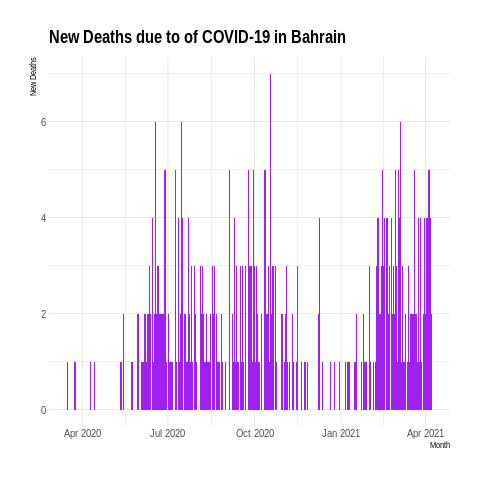 New Deaths due to of COVID-19 in Bahrain
New Deaths
6
4
2
0
Apr 2020 Jul 2020 Oct 2020 Jan 2021 Apr 2021
Month